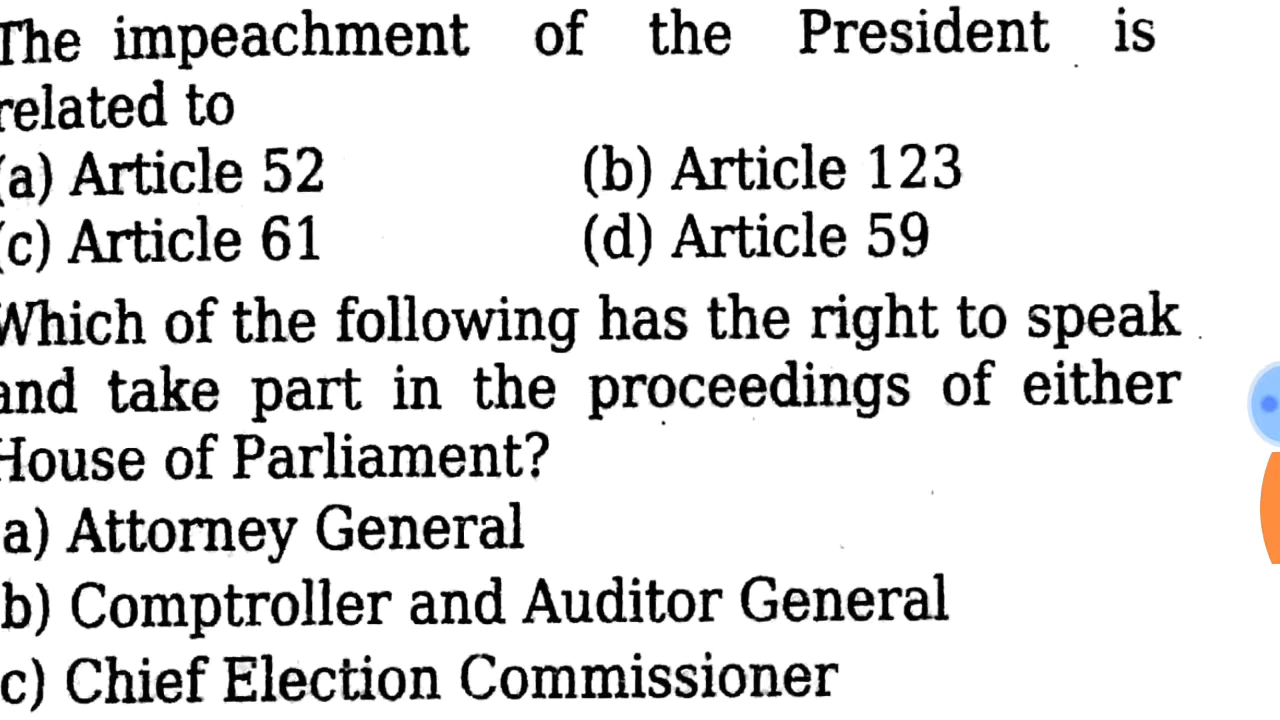 The impeachment of the President is
related to
(a) Article 52 (b) Article 123
(c) Article 61 (d) Article 59
Which of the following has the right to speak
and take part in the proceedings of either
House of Parliament?
a) Attorney General
b) Comptroller and Auditor General
c) Chief Election Commissioner